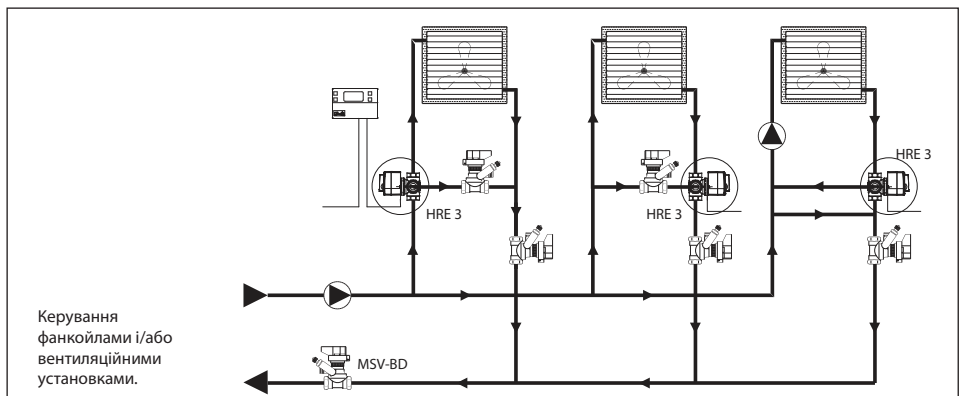 HRE 3
HRE 3
HRE 3
MSV-BD
Керування
фанкойлами і/або
вентиляційними
установками.